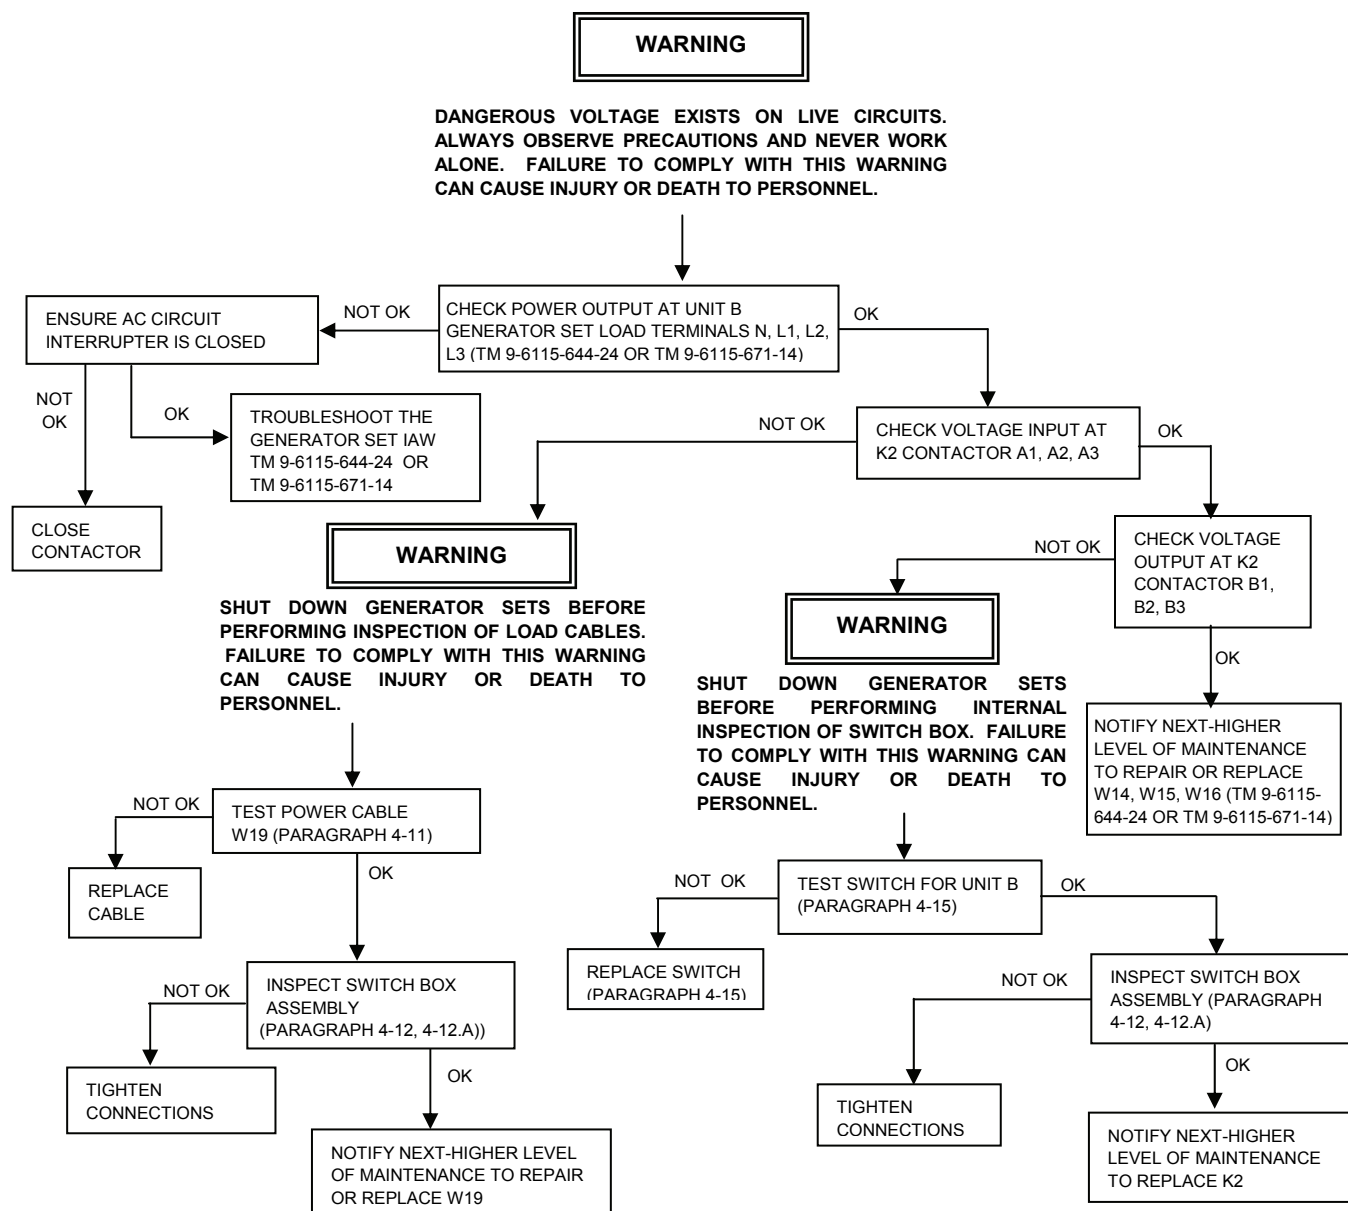 WARNING
DANGEROUS VOLTAGE EXISTS ON LIVE CIRCUITS.
ALWAYS OBSERVE PRECAUTIONS AND NEVER WORK
ALONE. FAILURE TO COMPLY WITH THIS WARNING
CAN CAUSE INJURY OR DEATH TO PERSONNEL.
ENSURE AC CIRCUIT
INTERRUPTER IS CLOSED
NOT OK
CHECK POWER OUTPUT AT UNIT B
GENERATOR SET LOAD TERMINALS N, L1, L2,
L3 (TM 9-6115-644-24 OR TM 9-6115-671-14)
OK
NOT
OK
OK
TROUBLESHOOT THE
GENERATOR SET IAW
TM 9-6115-644-24 OR
TM 9-6115-671-14
CLOSE
CONTACTOR
NOT OK
CHECK VOLTAGE INPUT AT
K2 CONTACTOR A1, A2, A3
OK
WARNING
SHUT DOWN GENERATOR SETS BEFORE
PERFORMING INSPECTION OF LOAD CABLES.
FAILURE TO COMPLY WITH THIS WARNING
CAN CAUSE INJURY OR DEATH TO
PERSONNEL.
NOT OK
CHECK VOLTAGE
OUTPUT AT K2
CONTACTOR B1,
B2, B3
WARNING
SHUT DOWN GENERATOR SETS
BEFORE PERFORMING INTERNAL
INSPECTION OF SWITCH BOX. FAILURE
TO COMPLY WITH THIS WARNING CAN
CAUSE INJURY OR DEATH TO
PERSONNEL.
OK
NOTIFY NEXT-HIGHER
LEVEL OF MAINTENANCE
TO REPAIR OR REPLACE
W14, W15, W16 (TM 9-6115-
644-24 OR TM 9-6115-671-14)
NOT OK
TEST POWER CABLE
W19 (PARAGRAPH 4-11)
OK
REPLACE
CABLE
NOT OK
TEST SWITCH FOR UNIT B
(PARAGRAPH 4-15)
OK
REPLACE SWITCH
(PARAGRAPH 4-15)
NOT OK
INSPECT SWITCH BOX
ASSEMBLY
(PARAGRAPH 4-12, 4-12.A))
OK
TIGHTEN
CONNECTIONS
NOTIFY NEXT-HIGHER LEVEL
OF MAINTENANCE TO REPAIR
OR REPLACE W19
NOT OK
INSPECT SWITCH BOX
ASSEMBLY (PARAGRAPH
4-12, 4-12.A)
OK
TIGHTEN
CONNECTIONS
NOTIFY NEXT-HIGHER
LEVEL OF MAINTENANCE
TO REPLACE K2